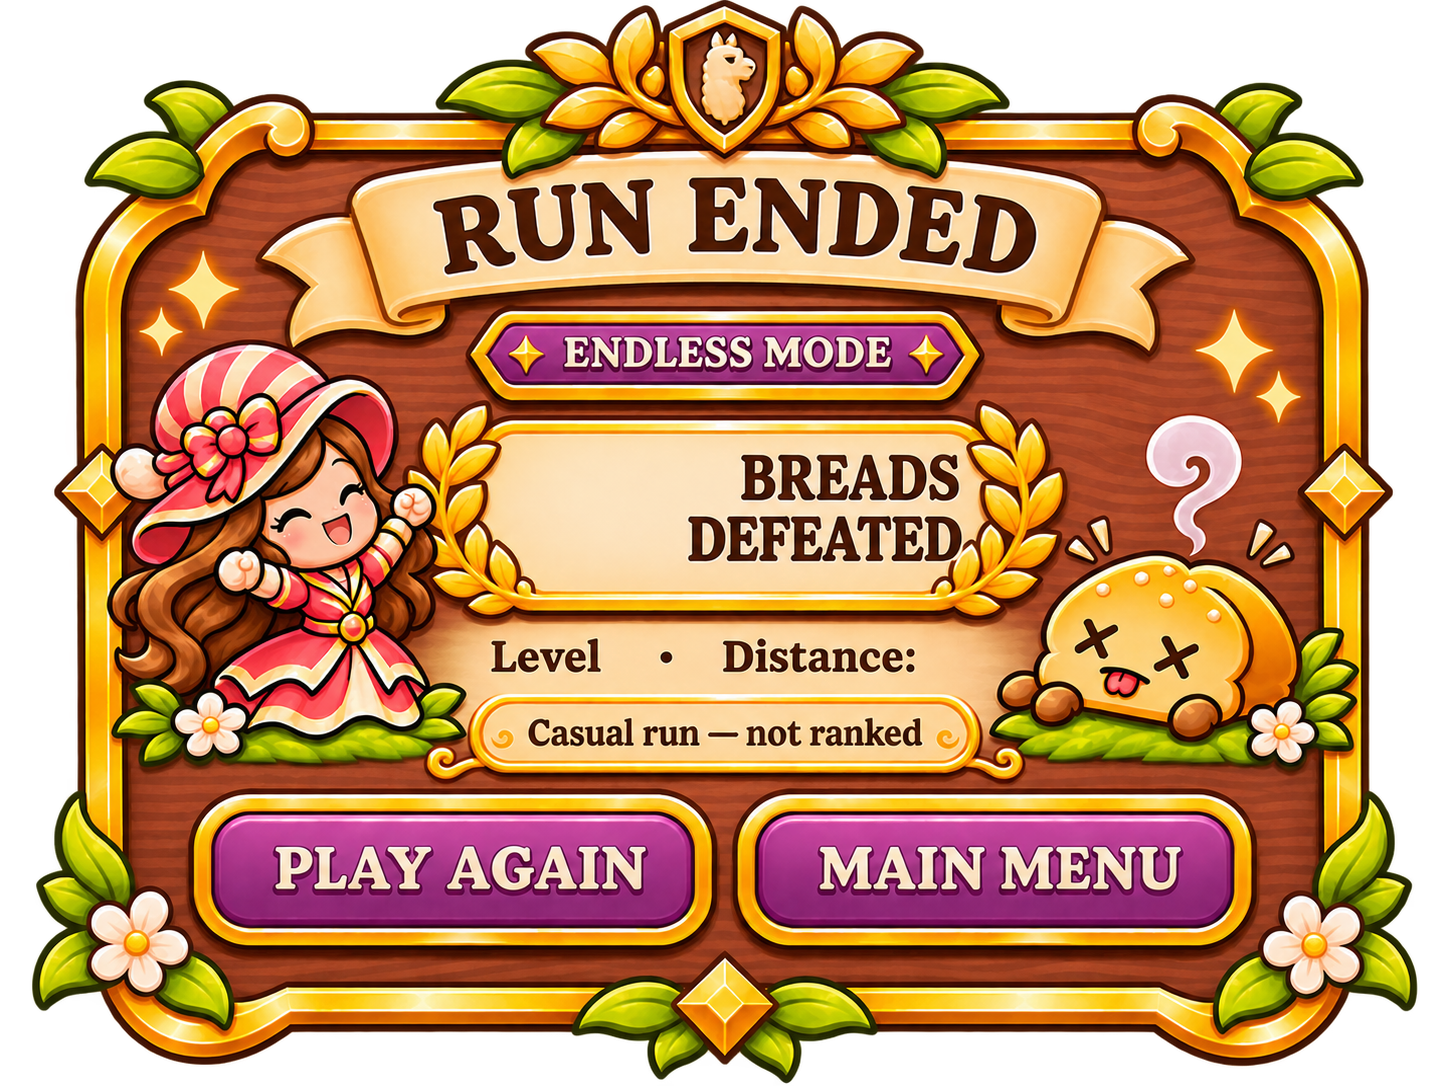 RUN ENDED
ENDLESS MODE
BREADS
DEFEATED
Level • Distance:
Casual run — not ranked
PLAY AGAIN
MAIN MENU